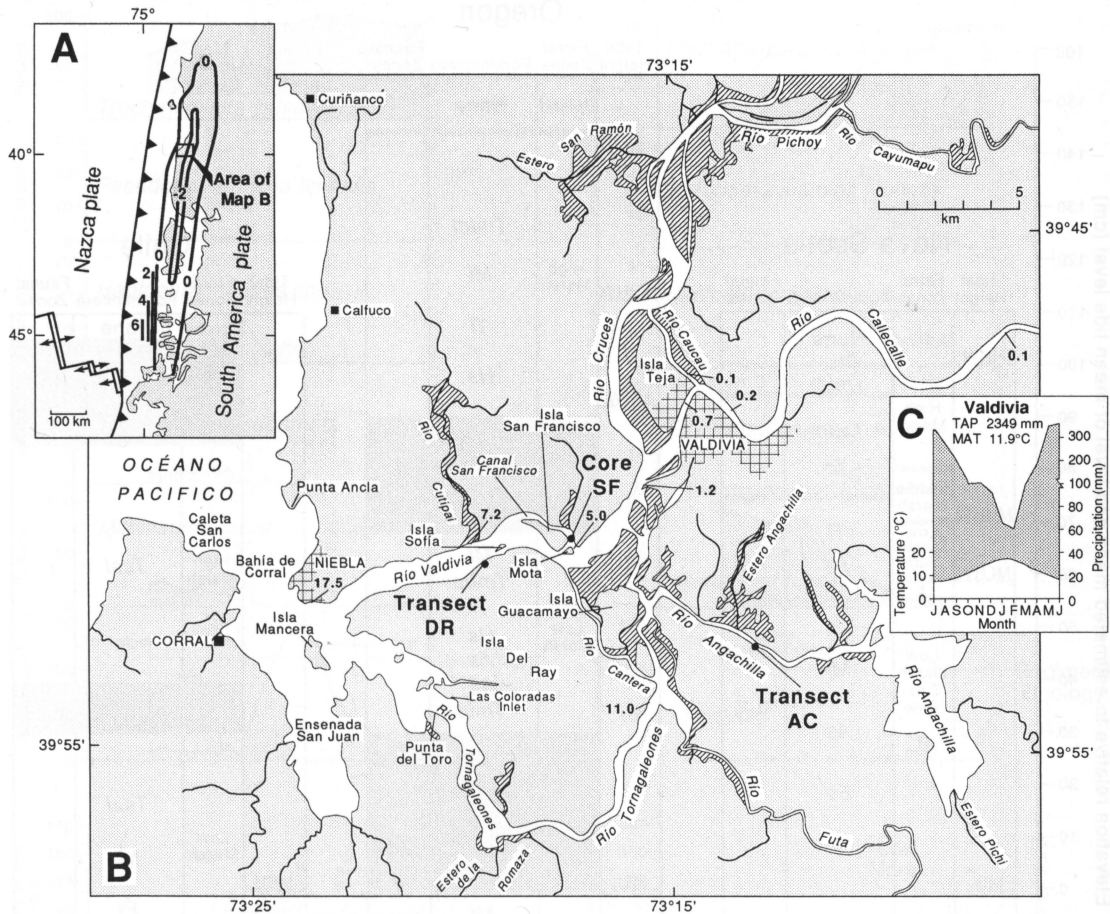 A
75°
40°
45°
Nazca plate
South America plate
Area of
Map B
0
-2
0
0
2
4
6
100 km
B
73°15'
39°45'
39°55'
39°55'
73°25'
73°15'
0 5
km
Curiñanco
Calfuco
Estero San Ramón
Río Pichoy
Río Cayumapu
Río Cruces
Río Caucau
Río Callecalle
0.1
Isla
Teja
0.1
0.2
0.7
VALDIVIA
1.2
Isla
San Francisco
Canal
San Francisco
Core
SF
5.0
Río Cutipai
7.2
Isla
Sofía
Río Valdivia
Isla
Mota
Transect
DR
OCÉANO
PACIFICO
Punta Ancla
Caleta
San
Carlos
Bahía de
Corral
NIEBLA
17.5
Isla
Mancera
CORRAL
Isla
Del
Ray
Isla
Guacamayo
Río Cantera
11.0
Estero Angachilla
Río Angachilla
Transect
AC
Río Angachilla
Estero Pichi
Las Coloradas
Inlet
Ensenada
San Juan
Punta
del Toro
Río Tornagaleones
Río Tornagaleones
Río Futa
Estero de la Romaza
C
Valdivia
TAP 2349 mm
MAT 11.9°C
Temperature (°C)
20
10
0
Precipitation (mm)
300
200
100
80
60
40
20
0
J A S O N D J F M A M J
Month